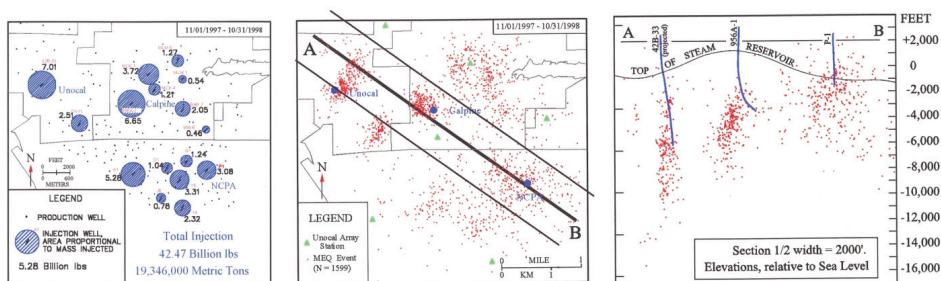 11/01/1997 - 10/31/1998
1.27
7.01
3.72
0.54
Unocal
1.21
Calpine
2.05
6.65
2.51
0.46
N
FEET
0 2000
METERS
0 600
1.24
1.04
5.28
3.08
NCPA
3.31
0.78
2.32
LEGEND
PRODUCTION WELL
INJECTION WELL,
AREA PROPORTIONAL
TO MASS INJECTED
5.28 Billion lbs
Total Injection
42.47 Billion lbs
19,346,000 Metric Tons
11/01/1997 - 10/31/1998
A
Unocal
Calpine
N
NCPA
B
LEGEND
Unocal Array
Station
MEQ Event
(N = 1599)
MILE
0 1
0 KM 1
FEET
A
42B-33
(projected)
956A-1
P-1
B
TOP OF STEAM RESERVOIR
+2,000
0
-2,000
-4,000
-6,000
-8,000
-10,000
-12,000
-14,000
-16,000
Section 1/2 width = 2000'.
Elevations, relative to Sea Level